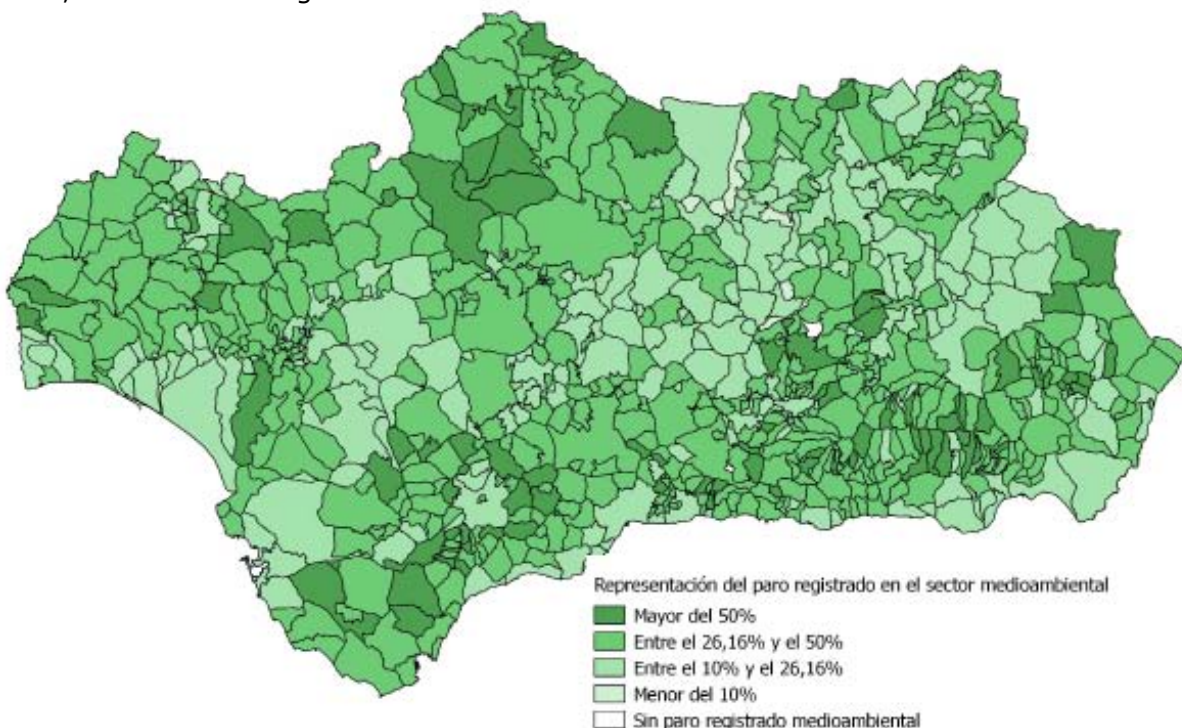 Representación del paro registrado en el sector medioambiental
Mayor del 50%
Entre el 26,16% y el 50%
Entre el 10% y el 26,16%
Menor del 10%
Sin paro registrado medioambiental